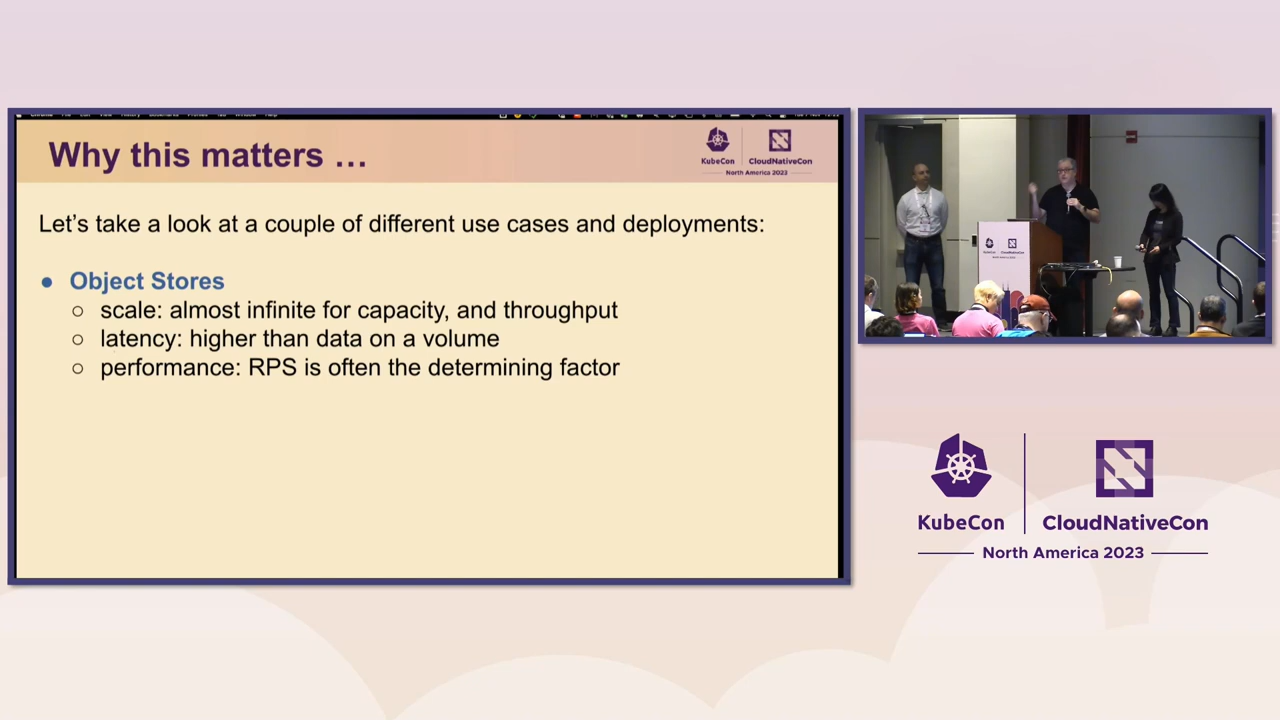 Why this matters …
KubeCon
CloudNativeCon
North America 2023
Let's take a look at a couple of different use cases and deployments:
● Object Stores
○ scale: almost infinite for capacity, and throughput
○ latency: higher than data on a volume
○ performance: RPS is often the determining factor
KubeCon
CloudNativeCon
North America 2023